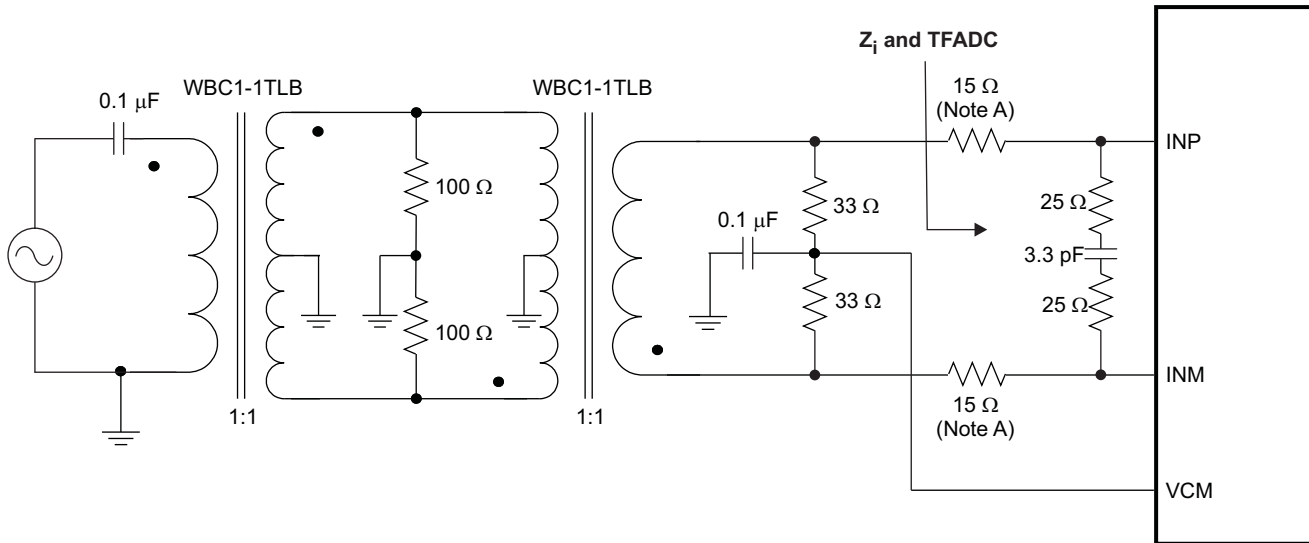 Zi and TFADC
0.1 μF
WBC1-1TLB
WBC1-1TLB
15 Ω
(Note A)
INP
100 Ω
33 Ω
25 Ω
0.1 μF
3.3 pF
100 Ω
33 Ω
25 Ω
INM
15 Ω
(Note A)
1:1
1:1
VCM